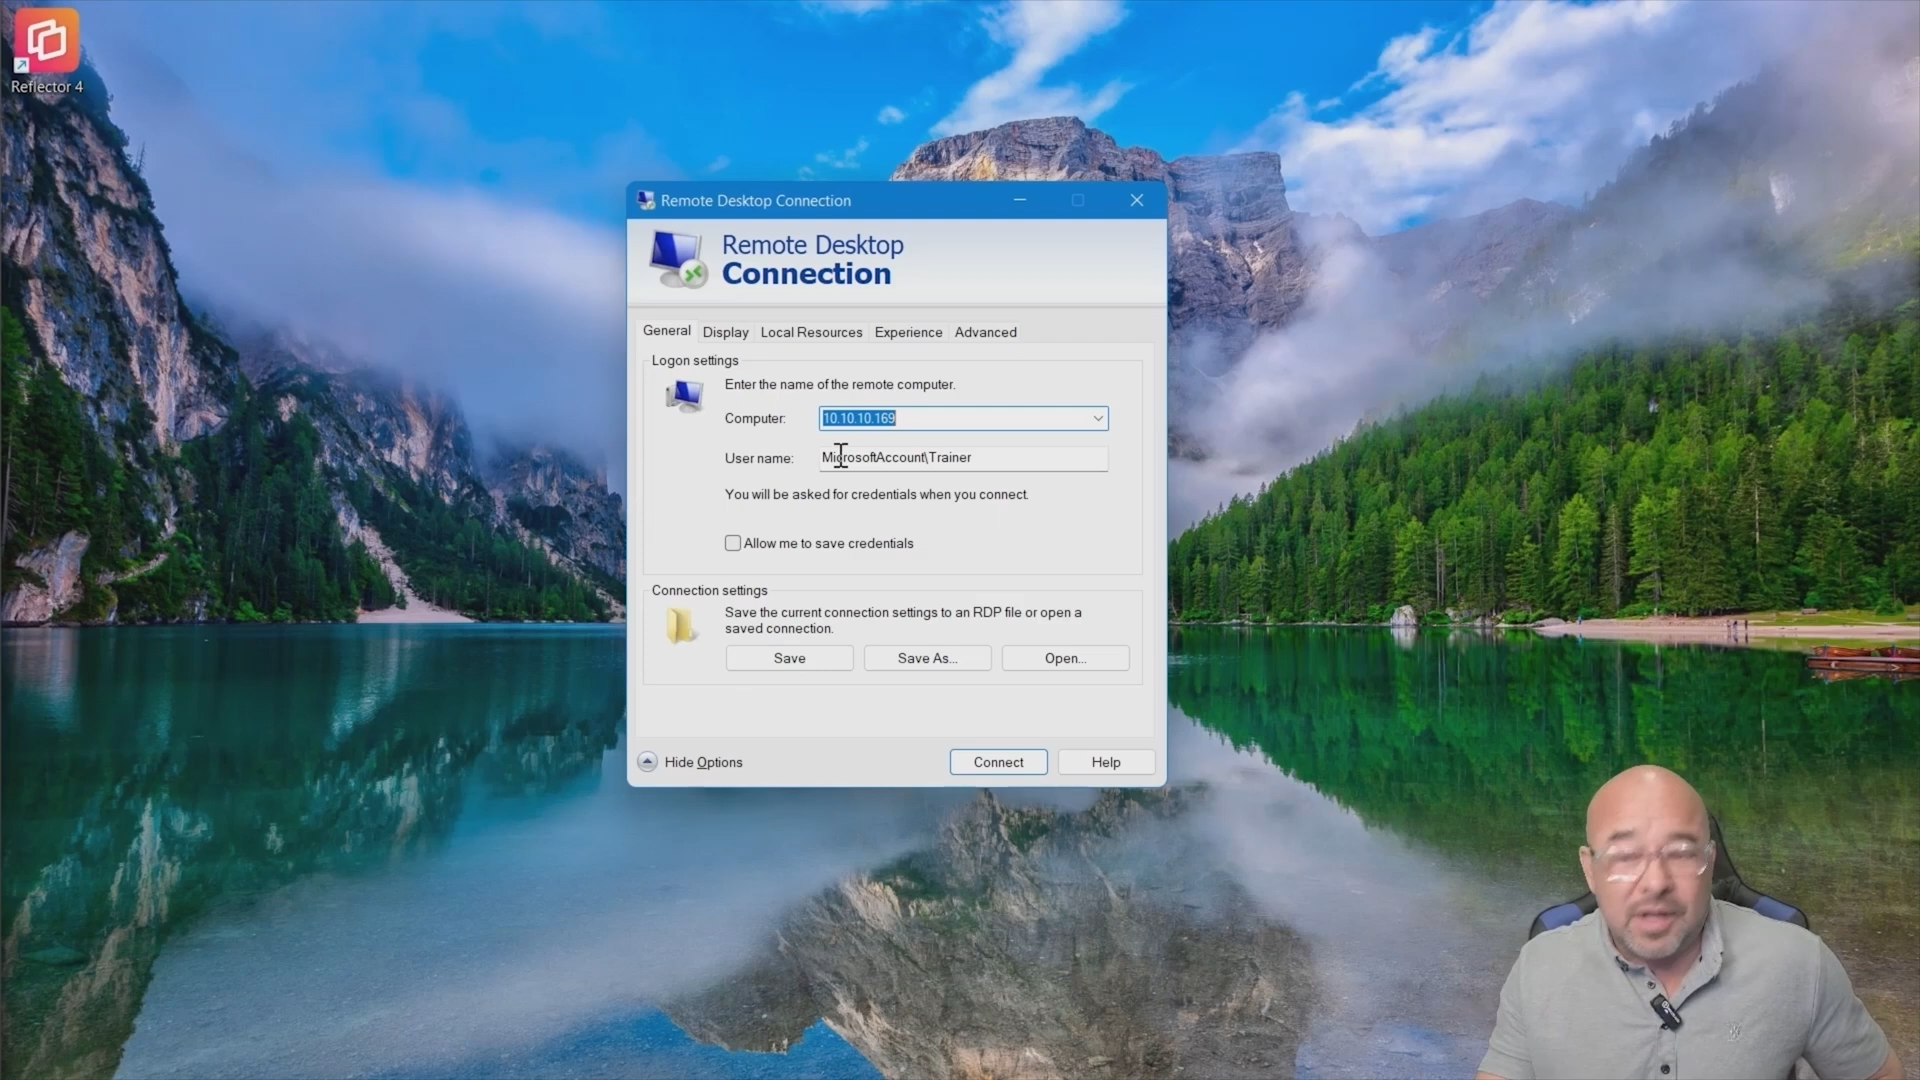 Reflector 4
Remote Desktop Connection
Remote Desktop
Connection
General Display Local Resources Experience Advanced
Logon settings
Enter the name of the remote computer.
Computer: 10.10.10.169
User name: MicrosoftAccount\Trainer
You will be asked for credentials when you connect.
Allow me to save credentials
Connection settings
Save the current connection settings to an RDP file or open a
saved connection.
Save Save As... Open...
Hide Options Connect Help